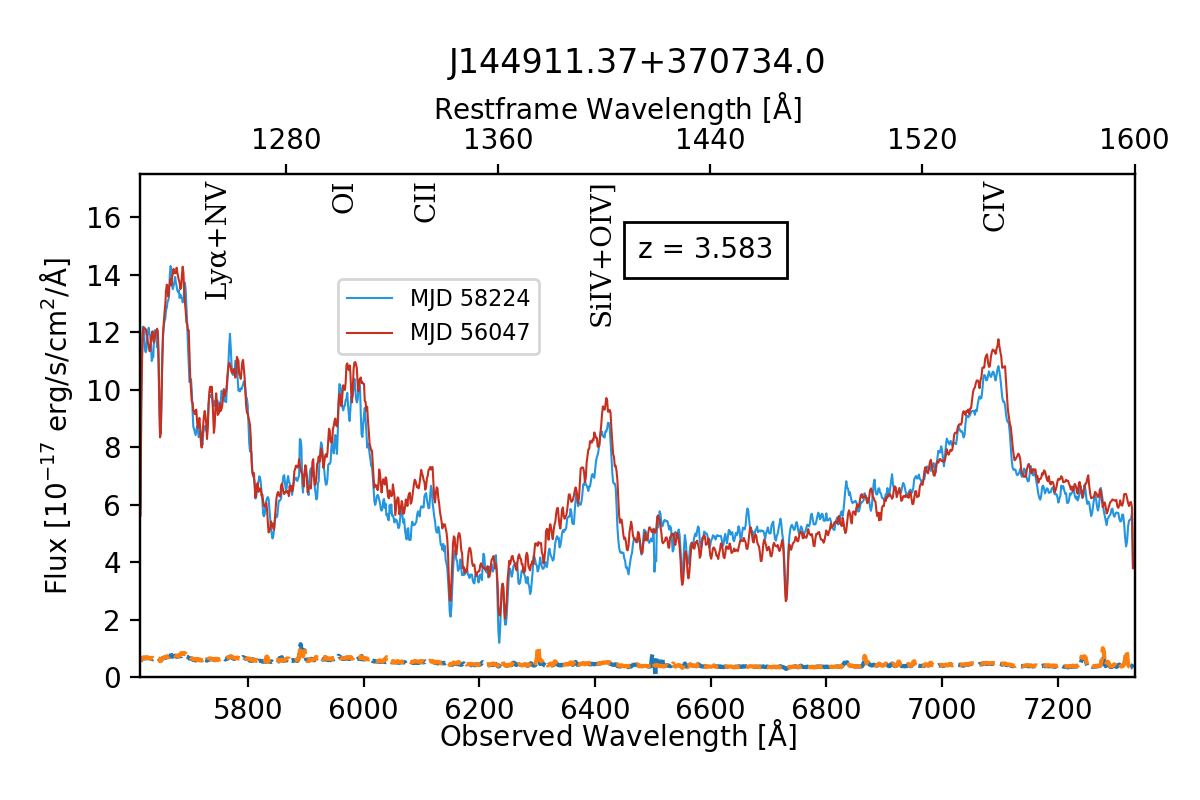 J144911.37+370734.0
Restframe Wavelength [Å]
1280 1360 1440 1520 1600
Lyα+NV
OI
CII
SiIV+OIV]
CIV
z = 3.583
MJD 58224
MJD 56047
Flux [10⁻¹⁷ erg/s/cm²/Å]
16
14
12
10
8
6
4
2
0
5800 6000 6200 6400 6600 6800 7000 7200
Observed Wavelength [Å]